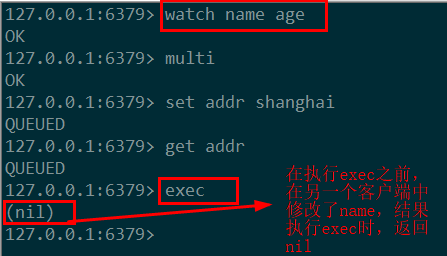 127.0.0.1:6379> watch name age
OK
127.0.0.1:6379> multi
OK
127.0.0.1:6379> set addr shanghai
QUEUED
127.0.0.1:6379> get addr
QUEUED
127.0.0.1:6379> exec
(nil)
127.0.0.1:6379>
在执行exec之前，
在另一个客户端中
修改了name，结果
执行exec时，返回
nil